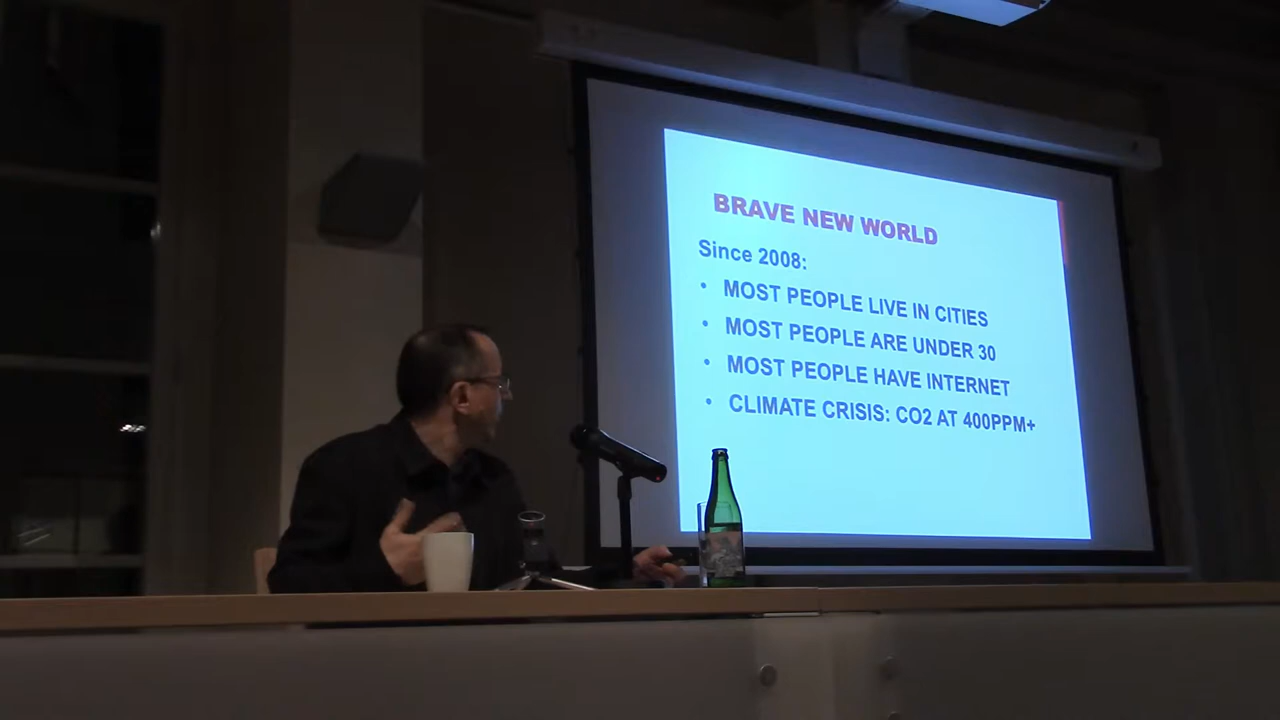 BRAVE NEW WORLD
Since 2008:
• MOST PEOPLE LIVE IN CITIES
• MOST PEOPLE ARE UNDER 30
• MOST PEOPLE HAVE INTERNET
• CLIMATE CRISIS: CO2 AT 400PPM+